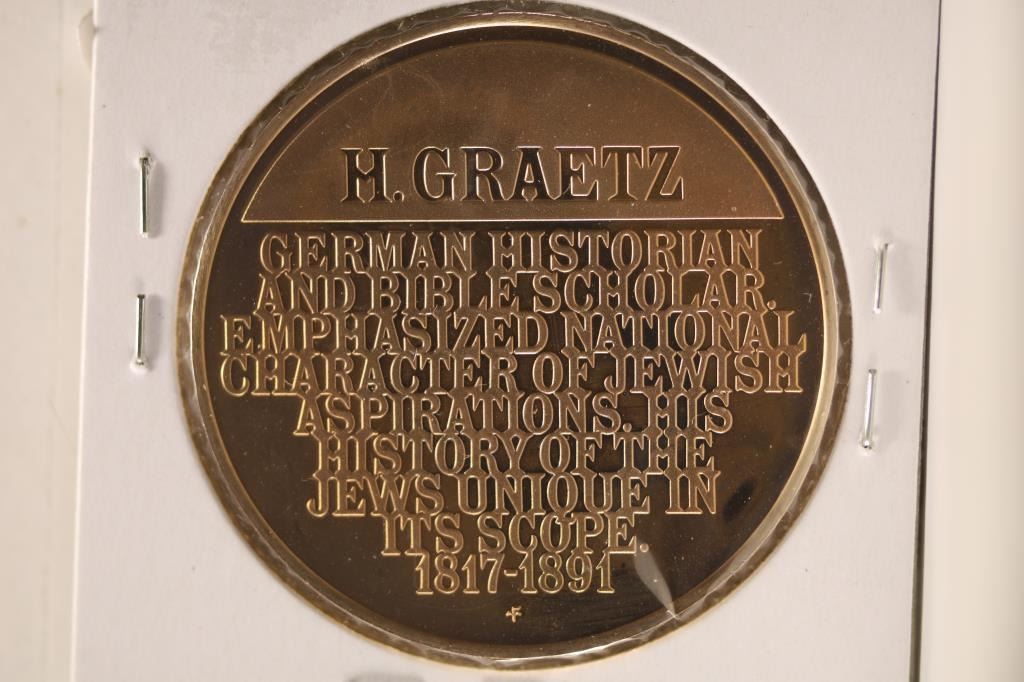 H. GRAETZ
GERMAN HISTORIAN
AND BIBLE SCHOLAR.
EMPHASIZED NATIONAL
CHARACTER OF JEWISH
ASPIRATIONS. HIS
HISTORY OF THE
JEWS UNIQUE IN
ITS SCOPE.
1817-1891